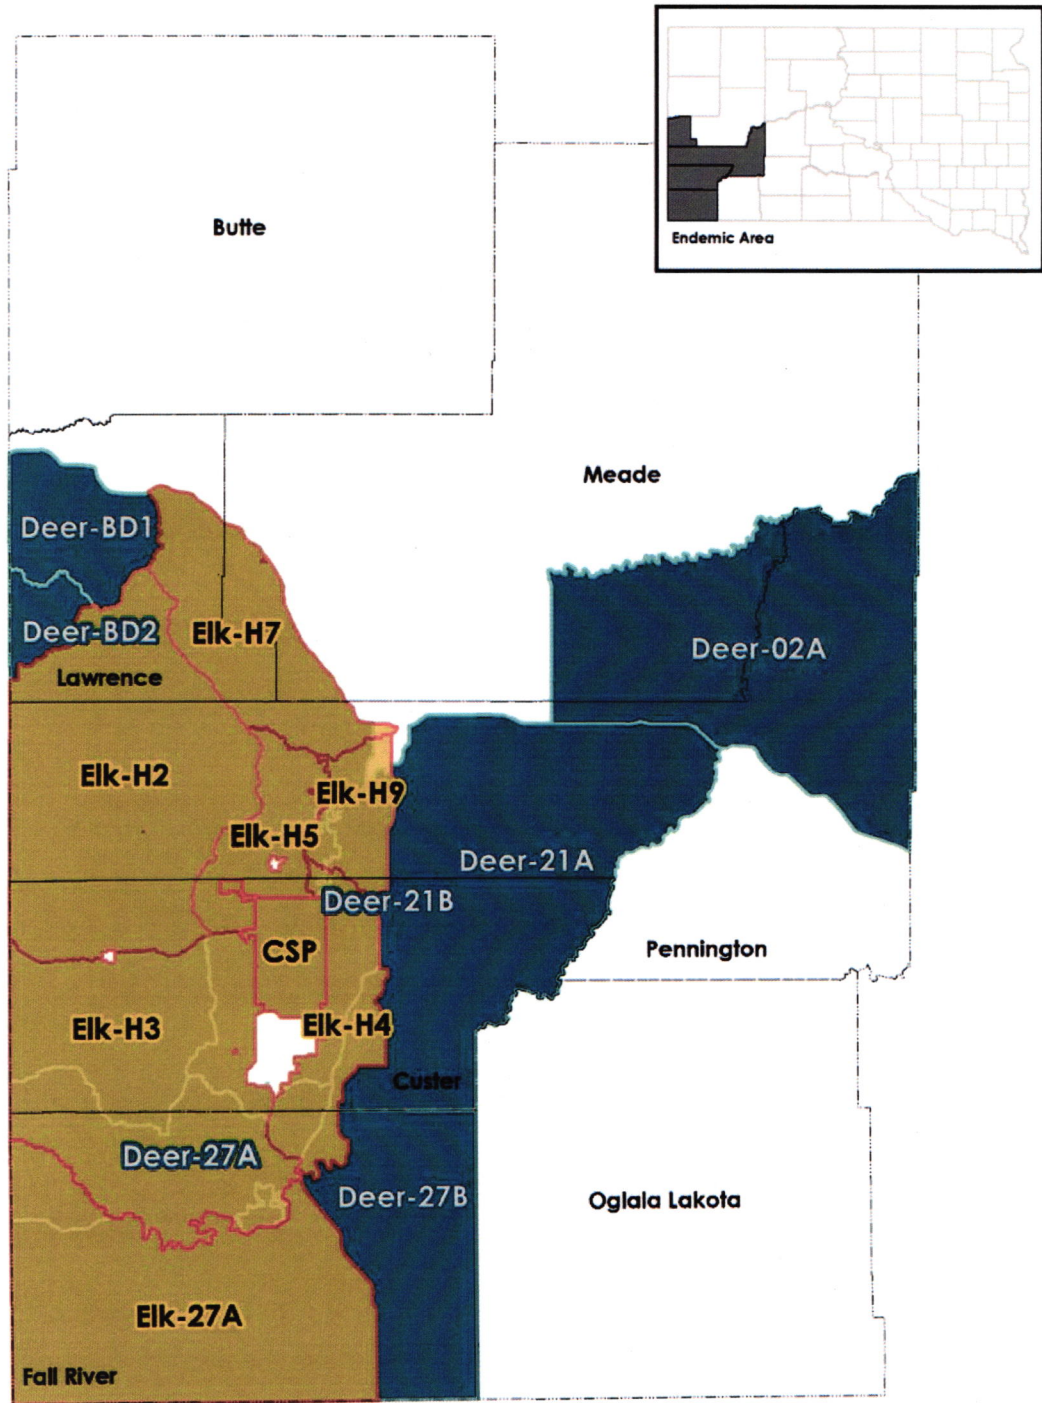 Endemic Area
Butte
Meade
Deer-BD1
Deer-BD2
Elk-H7
Deer-02A
Lawrence
Elk-H2
Elk-H9
Elk-H5
Deer-21A
Deer-21B
CSP
Pennington
Elk-H3
Elk-H4
Custer
Deer-27A
Deer-27B
Oglala Lakota
Elk-27A
Fall River